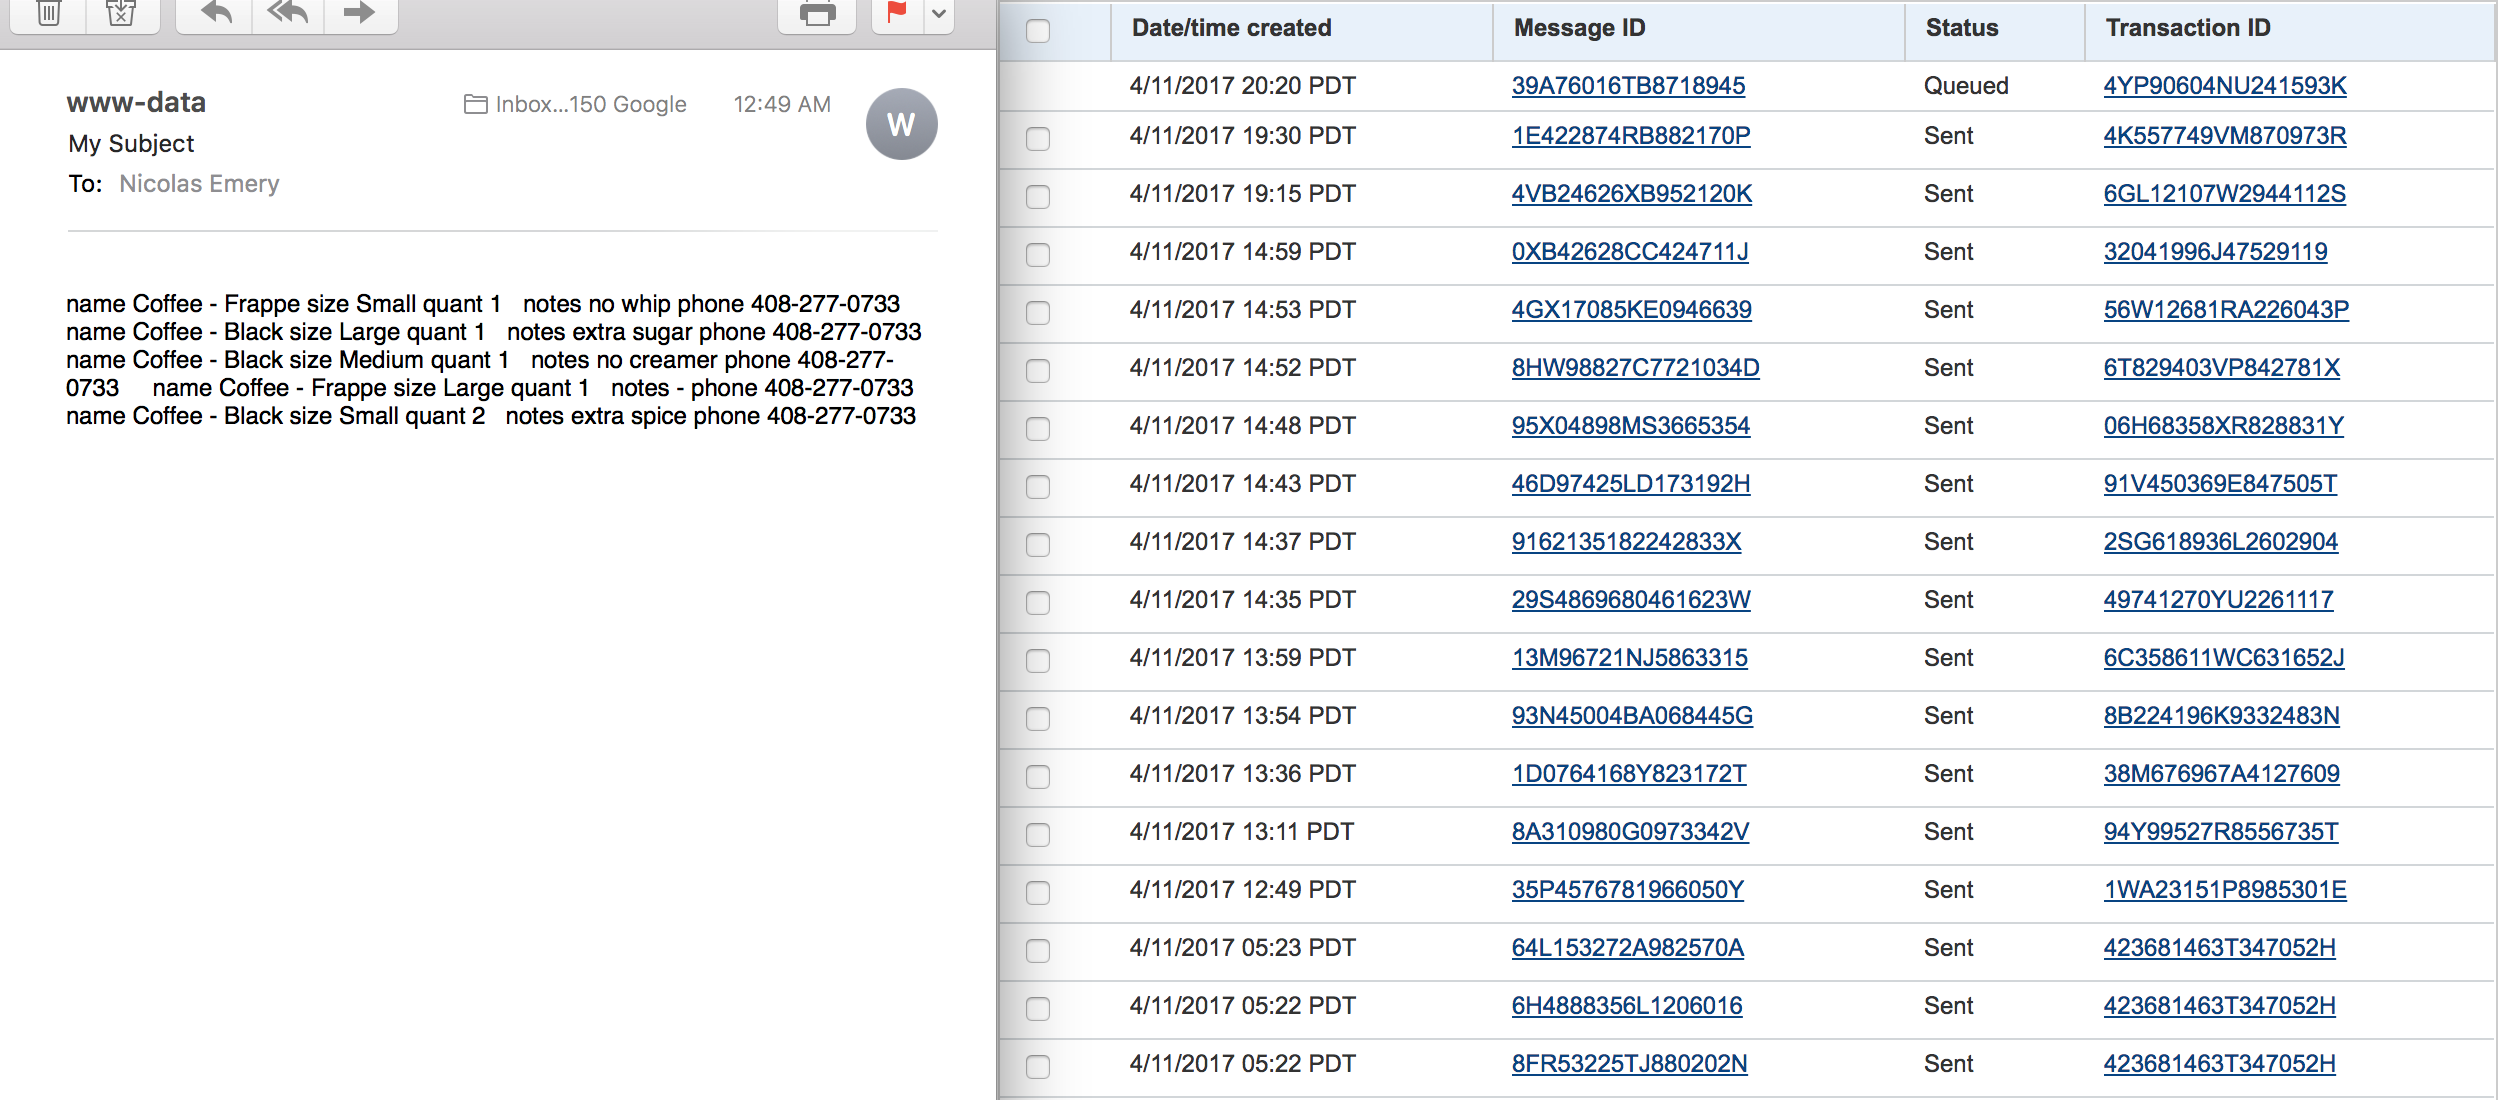 www-data
Inbox...150 Google
12:49 AM
W
My Subject
To: Nicolas Emery
name Coffee - Frappe size Small quant 1 notes no whip phone 408-277-0733
name Coffee - Black size Large quant 1 notes extra sugar phone 408-277-0733
name Coffee - Black size Medium quant 1 notes no creamer phone 408-277-
0733 name Coffee - Frappe size Large quant 1 notes - phone 408-277-0733
name Coffee - Black size Small quant 2 notes extra spice phone 408-277-0733
Date/time created Message ID Status Transaction ID
4/11/2017 20:20 PDT 39A76016TB8718945 Queued 4YP90604NU241593K
4/11/2017 19:30 PDT 1E422874RB882170P Sent 4K557749VM870973R
4/11/2017 19:15 PDT 4VB24626XB952120K Sent 6GL12107W2944112S
4/11/2017 14:59 PDT 0XB42628CC424711J Sent 32041996J47529119
4/11/2017 14:53 PDT 4GX17085KE0946639 Sent 56W12681RA226043P
4/11/2017 14:52 PDT 8HW98827C7721034D Sent 6T829403VP842781X
4/11/2017 14:48 PDT 95X04898MS3665354 Sent 06H68358XR828831Y
4/11/2017 14:43 PDT 46D97425LD173192H Sent 91V450369E847505T
4/11/2017 14:37 PDT 9162135182242833X Sent 2SG618936L2602904
4/11/2017 14:35 PDT 29S4869680461623W Sent 49741270YU2261117
4/11/2017 13:59 PDT 13M96721NJ5863315 Sent 6C358611WC631652J
4/11/2017 13:54 PDT 93N45004BA068445G Sent 8B224196K9332483N
4/11/2017 13:36 PDT 1D0764168Y823172T Sent 38M676967A4127609
4/11/2017 13:11 PDT 8A310980G0973342V Sent 94Y99527R8556735T
4/11/2017 12:49 PDT 35P4576781966050Y Sent 1WA23151P8985301E
4/11/2017 05:23 PDT 64L153272A982570A Sent 423681463T347052H
4/11/2017 05:22 PDT 6H4888356L1206016 Sent 423681463T347052H
4/11/2017 05:22 PDT 8FR53225TJ880202N Sent 423681463T347052H